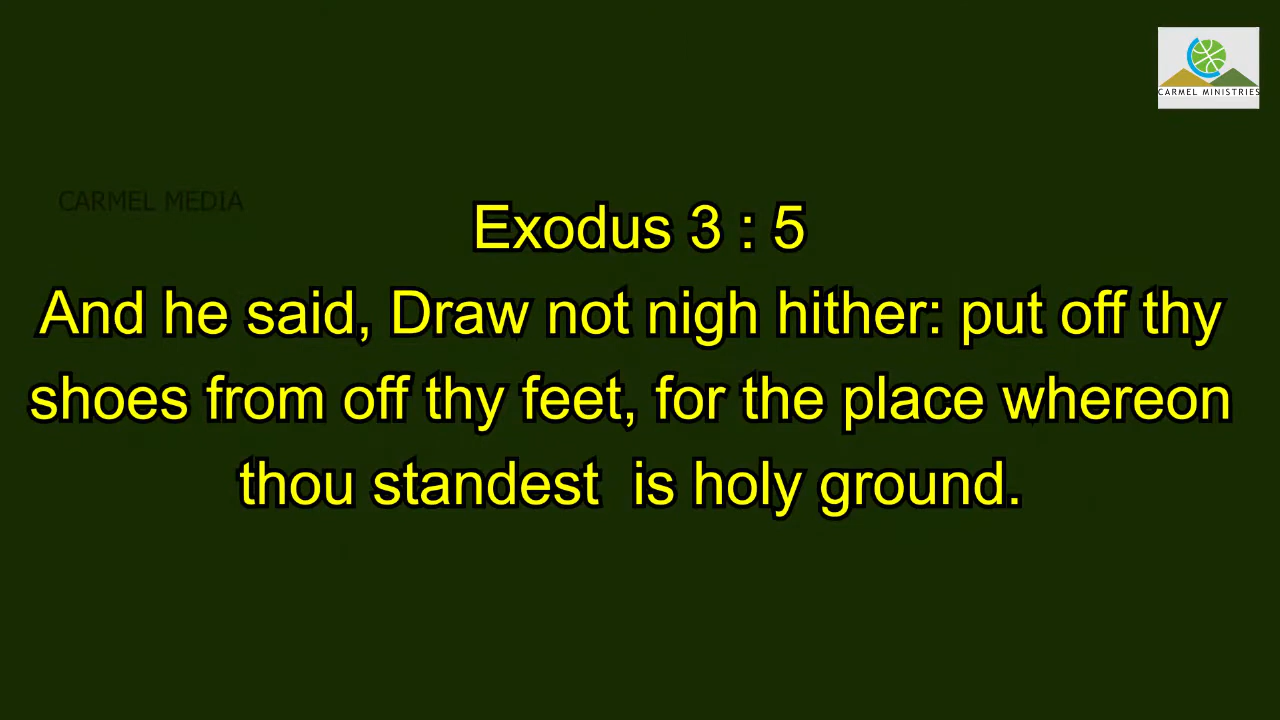 CARMEL MINISTRIES
CARMEL MEDIA
Exodus 3 : 5
And he said, Draw not nigh hither: put off thy
shoes from off thy feet, for the place whereon
thou standest  is holy ground.